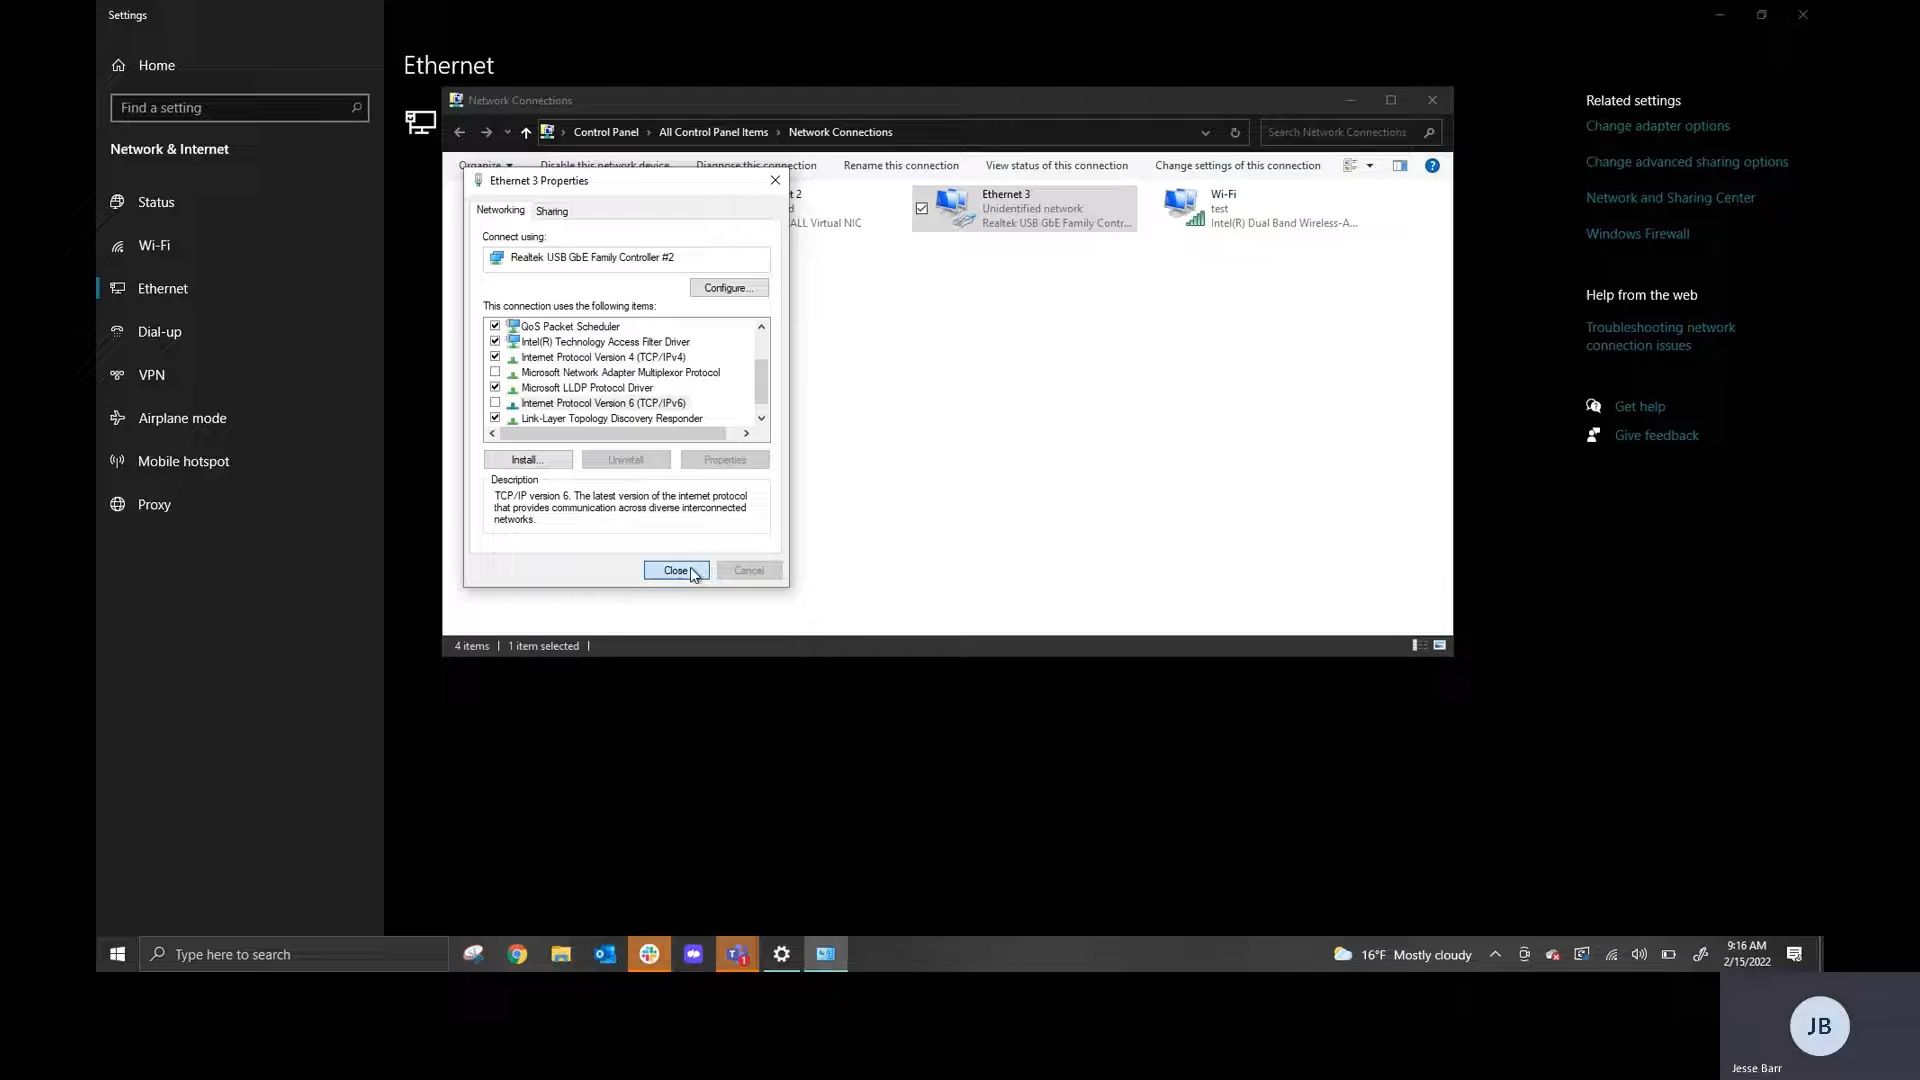 Settings
Home
Find a setting
Network & Internet
Status
Wi-Fi
Ethernet
Dial-up
VPN
Airplane mode
Mobile hotspot
Proxy
Ethernet
Network Connections
Control Panel › All Control Panel Items › Network Connections
Search Network Connections
Organize
Disable this network device
Diagnose this connection
Rename this connection
View status of this connection
Change settings of this connection
t 2
d
ALL Virtual NIC
Ethernet 3
Unidentified network
Realtek USB GbE Family Contr...
Wi-Fi
test
Intel(R) Dual Band Wireless-A...
Ethernet 3 Properties
Networking
Sharing
Connect using:
Realtek USB GbE Family Controller #2
Configure...
This connection uses the following items:
QoS Packet Scheduler
Intel(R) Technology Access Filter Driver
Internet Protocol Version 4 (TCP/IPv4)
Microsoft Network Adapter Multiplexor Protocol
Microsoft LLDP Protocol Driver
Internet Protocol Version 6 (TCP/IPv6)
Link-Layer Topology Discovery Responder
Install...
Uninstall
Properties
Description
TCP/IP version 6. The latest version of the internet protocol
that provides communication across diverse interconnected
networks.
Close
Cancel
4 items
1 item selected
Related settings
Change adapter options
Change advanced sharing options
Network and Sharing Center
Windows Firewall
Help from the web
Troubleshooting network
connection issues
Get help
Give feedback
Type here to search
16°F Mostly cloudy
9:16 AM
2/15/2022
JB
Jesse Barr